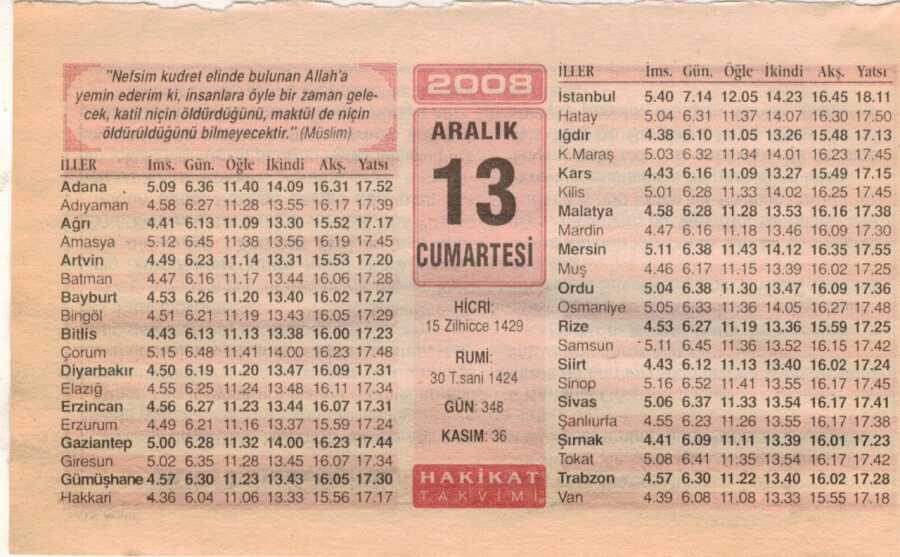 "Nefsim kudret elinde bulunan Allah'a
yemin ederim ki, insanlara öyle bir zaman gele-
cek, katil niçin öldürdüğünü, maktül de niçin
öldürüldüğünü bilmeyecektir." (Müslim)
İLLER İms. Gün. Öğle İkindi Akş. Yatsı
Adana 5.09 6.36 11.40 14.09 16.31 17.52
Adıyaman 4.58 6.27 11.28 13.55 16.17 17.39
Ağrı 4.41 6.13 11.09 13.30 15.52 17.17
Amasya 5.12 6.45 11.38 13.56 16.19 17.45
Artvin 4.49 6.23 11.14 13.31 15.53 17.20
Batman 4.47 6.16 11.17 13.44 16.06 17.28
Bayburt 4.53 6.26 11.20 13.40 16.02 17.27
Bingöl 4.51 6.21 11.19 13.43 16.05 17.29
Bitlis 4.43 6.13 11.13 13.38 16.00 17.23
Çorum 5.15 6.48 11.41 14.00 16.23 17.48
Diyarbakır 4.50 6.19 11.20 13.47 16.09 17.31
Elazığ 4.55 6.25 11.24 13.48 16.11 17.34
Erzincan 4.56 6.27 11.23 13.44 16.07 17.31
Erzurum 4.49 6.21 11.16 13.37 15.59 17.24
Gaziantep 5.00 6.28 11.32 14.00 16.23 17.44
Giresun 5.02 6.35 11.28 13.45 16.07 17.34
Gümüşhane 4.57 6.30 11.23 13.43 16.05 17.30
Hakkari 4.36 6.04 11.06 13.33 15.56 17.17
2008
ARALIK
13
CUMARTESİ
HİCRİ:
15 Zilhicce 1429
RUMİ:
30 T.sani 1424
GÜN: 348
KASIM: 36
HAKİKAT
TAKVİMİ
İLLER İms. Gün. Öğle İkindi Akş. Yatsı
İstanbul 5.40 7.14 12.05 14.23 16.45 18.11
Hatay 5.04 6.31 11.37 14.07 16.30 17.50
Iğdır 4.38 6.10 11.05 13.26 15.48 17.13
K.Maraş 5.03 6.32 11.34 14.01 16.23 17.45
Kars 4.43 6.16 11.09 13.27 15.49 17.15
Kilis 5.01 6.28 11.33 14.02 16.25 17.45
Malatya 4.58 6.28 11.28 13.53 16.16 17.38
Mardin 4.47 6.16 11.18 13.46 16.09 17.30
Mersin 5.11 6.38 11.43 14.12 16.35 17.55
Muş 4.46 6.17 11.15 13.39 16.02 17.25
Ordu 5.04 6.38 11.30 13.47 16.09 17.36
Osmaniye 5.05 6.33 11.36 14.05 16.27 17.48
Rize 4.53 6.27 11.19 13.36 15.59 17.25
Samsun 5.11 6.45 11.36 13.52 16.15 17.42
Siirt 4.43 6.12 11.13 13.40 16.02 17.24
Sinop 5.16 6.52 11.41 13.55 16.17 17.45
Sivas 5.06 6.37 11.33 13.54 16.17 17.41
Şanlıurfa 4.55 6.23 11.26 13.55 16.17 17.38
Şırnak 4.41 6.09 11.11 13.39 16.01 17.23
Tokat 5.08 6.41 11.35 13.54 16.17 17.42
Trabzon 4.57 6.30 11.22 13.40 16.02 17.28
Van 4.39 6.08 11.08 13.33 15.55 17.18